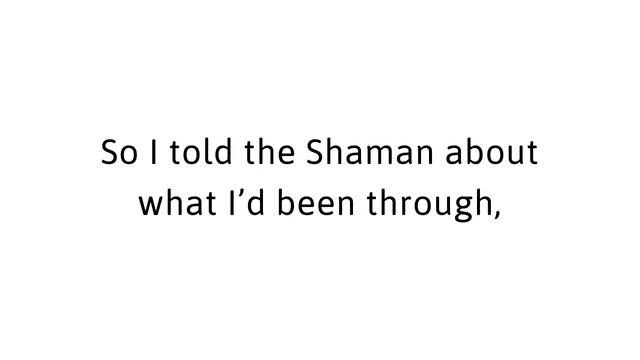 So I told the Shaman about
what I’d been through,